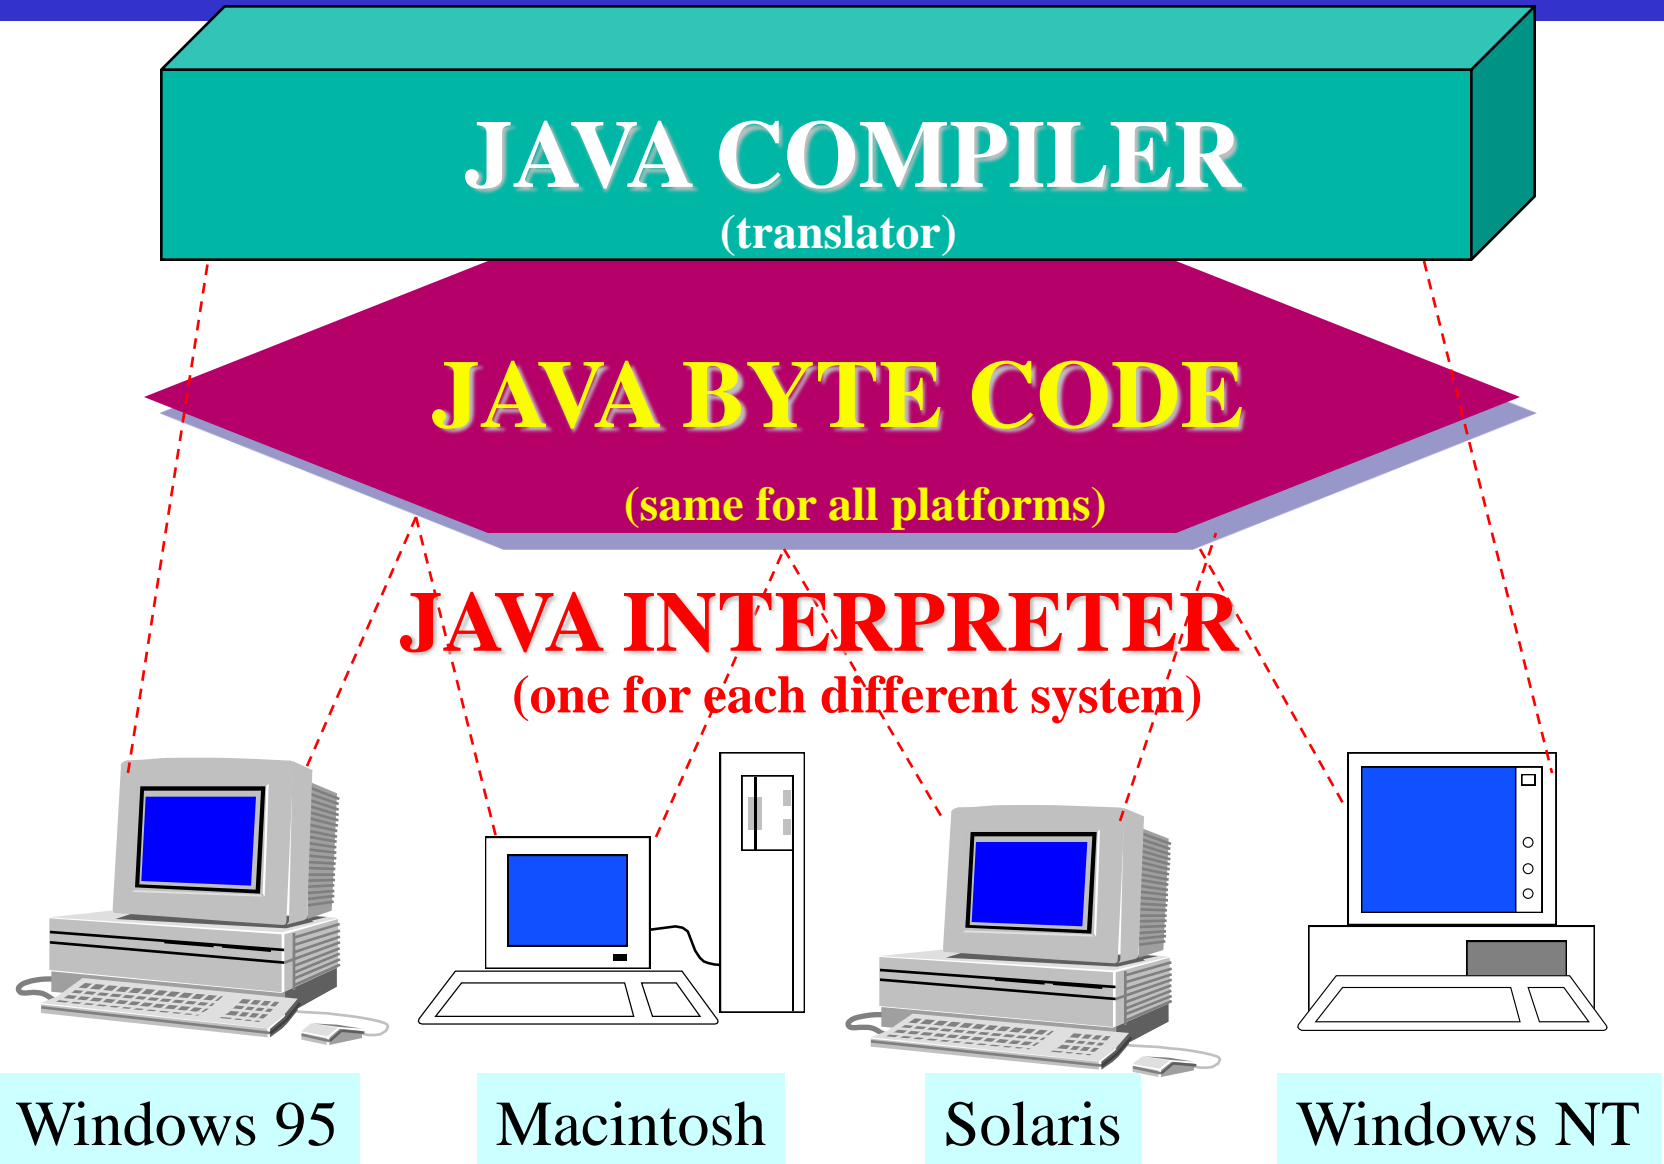 JAVA COMPILER
(translator)
JAVA BYTE CODE
(same for all platforms)
JAVA INTERPRETER
(one for each different system)
Windows 95
Macintosh
Solaris
Windows NT